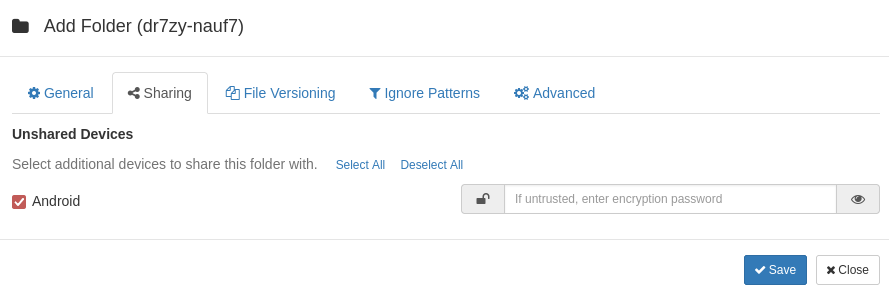 Add Folder (dr7zy-nauf7)
General Sharing File Versioning Ignore Patterns Advanced
Unshared Devices
Select additional devices to share this folder with. Select All Deselect All
Android If untrusted, enter encryption password
Save Close